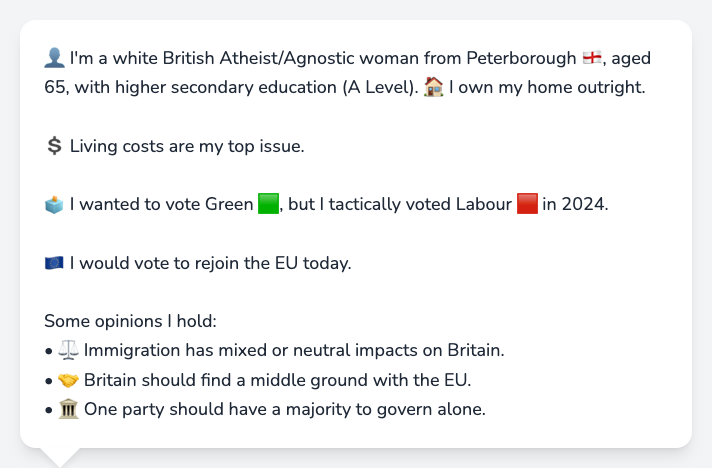 👤 I'm a white British Atheist/Agnostic woman from Peterborough 🏴󠁧󠁢󠁥󠁮󠁧󠁿, aged
65, with higher secondary education (A Level). 🏠 I own my home outright.
💲 Living costs are my top issue.
🗳️ I wanted to vote Green 🟩, but I tactically voted Labour 🟥 in 2024.
🇪🇺 I would vote to rejoin the EU today.
Some opinions I hold:
• ⚖️ Immigration has mixed or neutral impacts on Britain.
• 🤝 Britain should find a middle ground with the EU.
• 🏛️ One party should have a majority to govern alone.